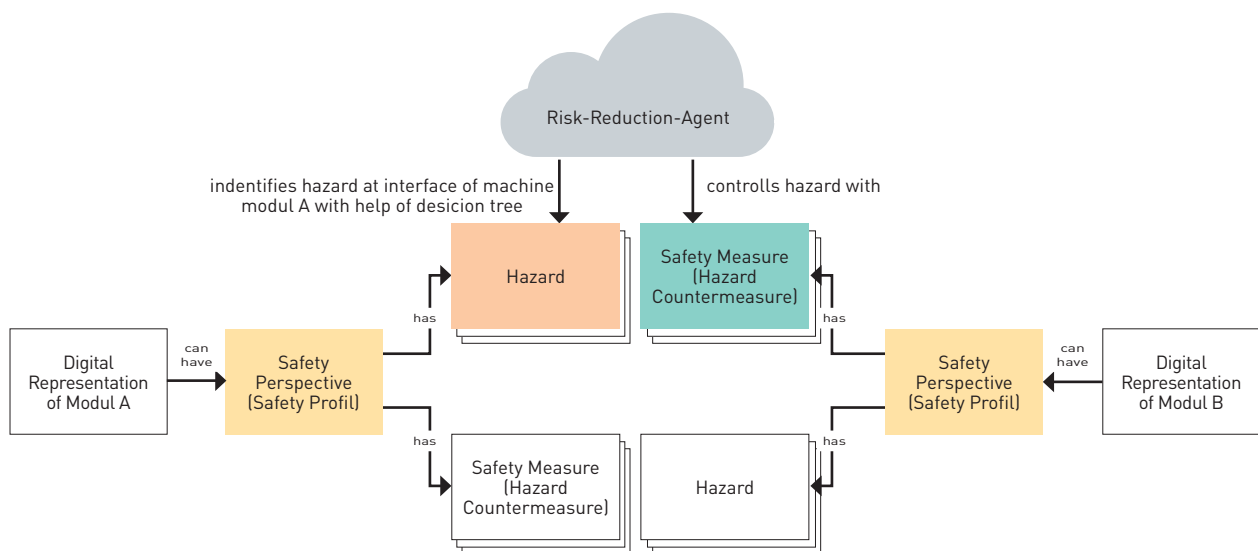 Risk-Reduction-Agent
indentifies hazard at interface of machine
modul A with help of desicion tree
controlls hazard with
Hazard
Safety Measure
(Hazard
Countermeasure)
has
has
Digital
Representation
of Modul A
can
have
Safety
Perspective
(Safety Profil)
Safety
Perspective
(Safety Profil)
can
have
Digital
Representation
of Modul B
has
has
Safety Measure
(Hazard
Countermeasure)
Hazard